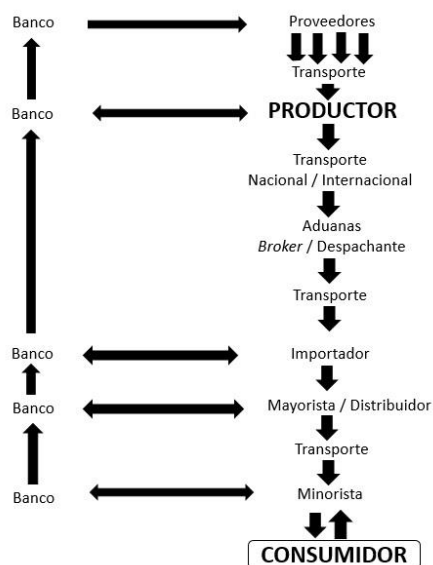 Banco
Proveedores
Transporte
Banco
PRODUCTOR
Transporte
Nacional / Internacional
Aduanas
Broker / Despachante
Transporte
Banco
Importador
Banco
Mayorista / Distribuidor
Transporte
Banco
Minorista
CONSUMIDOR